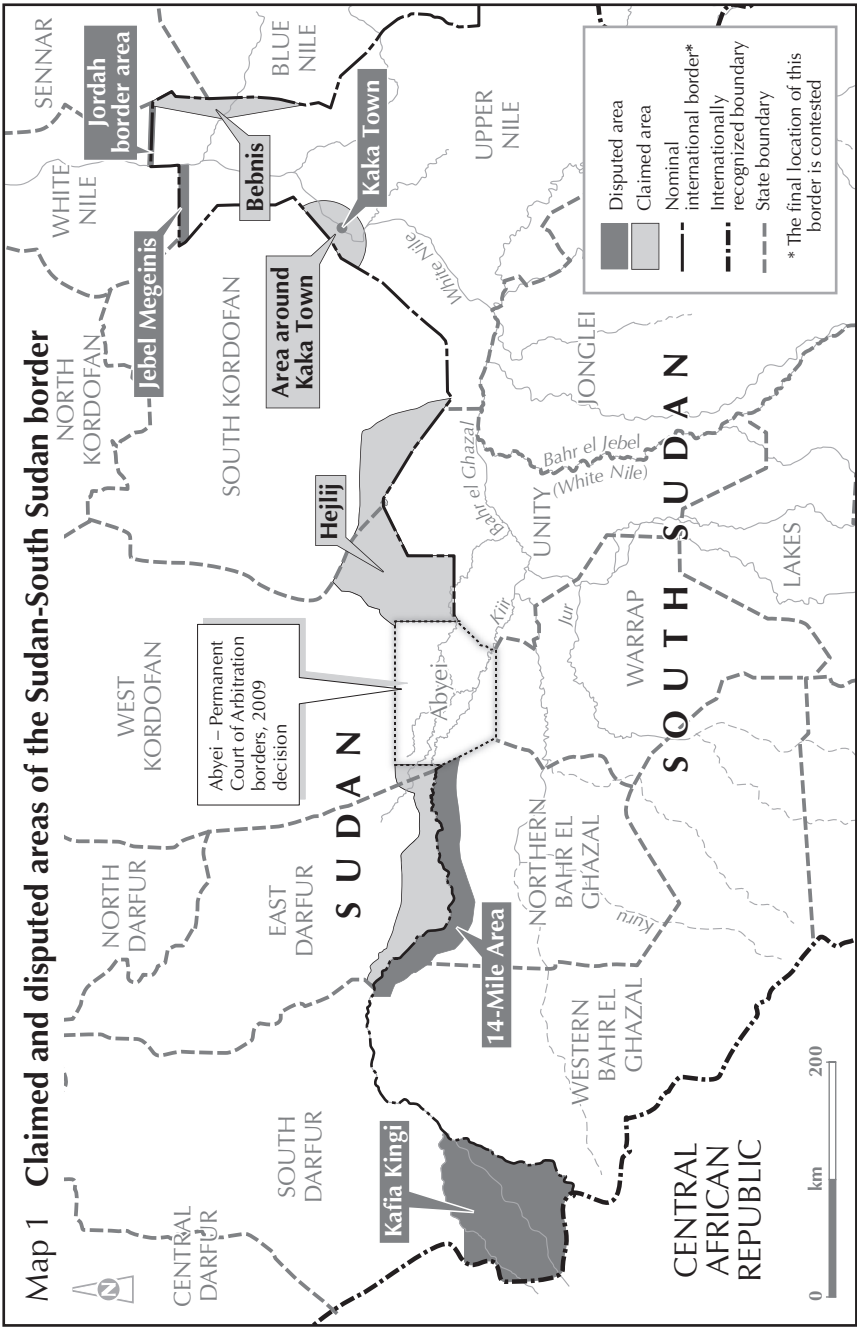 Map 1 Claimed and disputed areas of the Sudan-South Sudan border
N
CENTRAL
DARFUR
SOUTH
DARFUR
NORTH
DARFUR
EAST
DARFUR
WEST
KORDOFAN
NORTH
KORDOFAN
SOUTH KORDOFAN
WHITE
NILE
SENNAR
BLUE
NILE
Jordah
border area
Jebel Megeinis
Bebnis
Kaka Town
Area around
Kaka Town
Hejlij
Abyei – Permanent
Court of Arbitration
borders, 2009
decision
SUDAN
Abyei
14-Mile Area
Kafia Kingi
White Nile
UPPER
NILE
Bahr el Ghazal
Kiir
UNITY
Bahr el Jebel
(White Nile)
JONGLEI
Jur
WARRAP
LAKES
NORTHERN
BAHR EL
GHAZAL
Kuru
WESTERN
BAHR EL
GHAZAL
SOUTH SUDAN
CENTRAL
AFRICAN
REPUBLIC
0 km 200
Disputed area
Claimed area
Nominal
international border*
Internationally
recognized boundary
State boundary
* The final location of this
border is contested